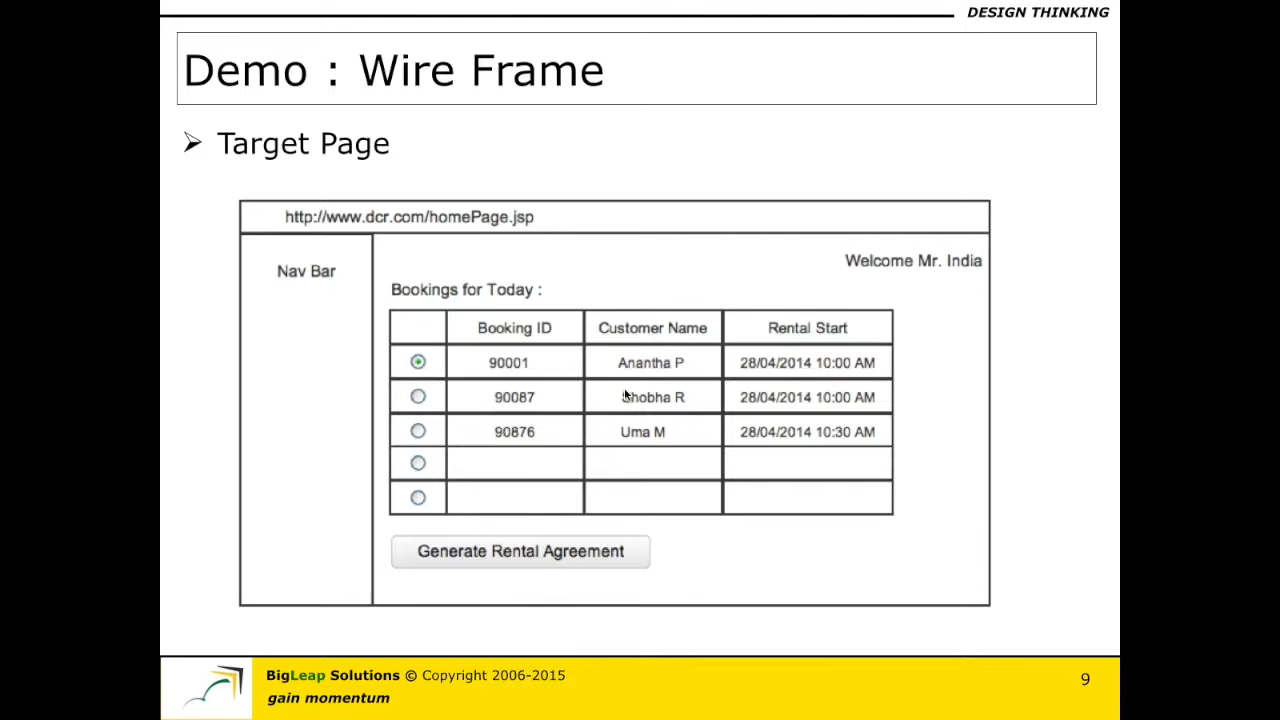 DESIGN THINKING
Demo : Wire Frame
Target Page
http://www.dcr.com/homePage.jsp
Nav Bar
Welcome Mr. India
Bookings for Today :
Booking ID Customer Name Rental Start
90001 Anantha P 28/04/2014 10:00 AM
90087 Shobha R 28/04/2014 10:00 AM
90876 Uma M 28/04/2014 10:30 AM
Generate Rental Agreement
BigLeap Solutions © Copyright 2006-2015
gain momentum
9